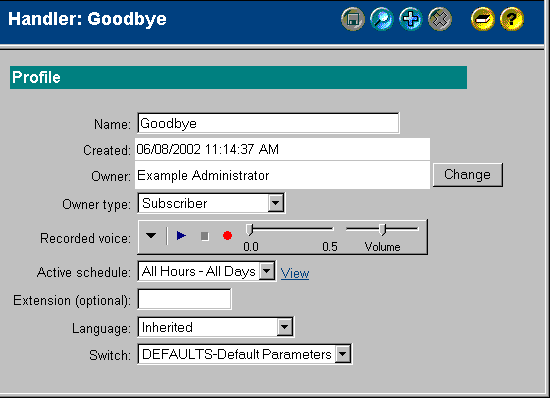 Handler: Goodbye
?
Profile
Name: Goodbye
Created: 06/08/2002 11:14:37 AM
Owner: Example Administrator Change
Owner type: Subscriber
Recorded voice: 0.0 0.5 Volume
Active schedule: All Hours - All Days View
Extension (optional):
Language: Inherited
Switch: DEFAULTS-Default Parameters